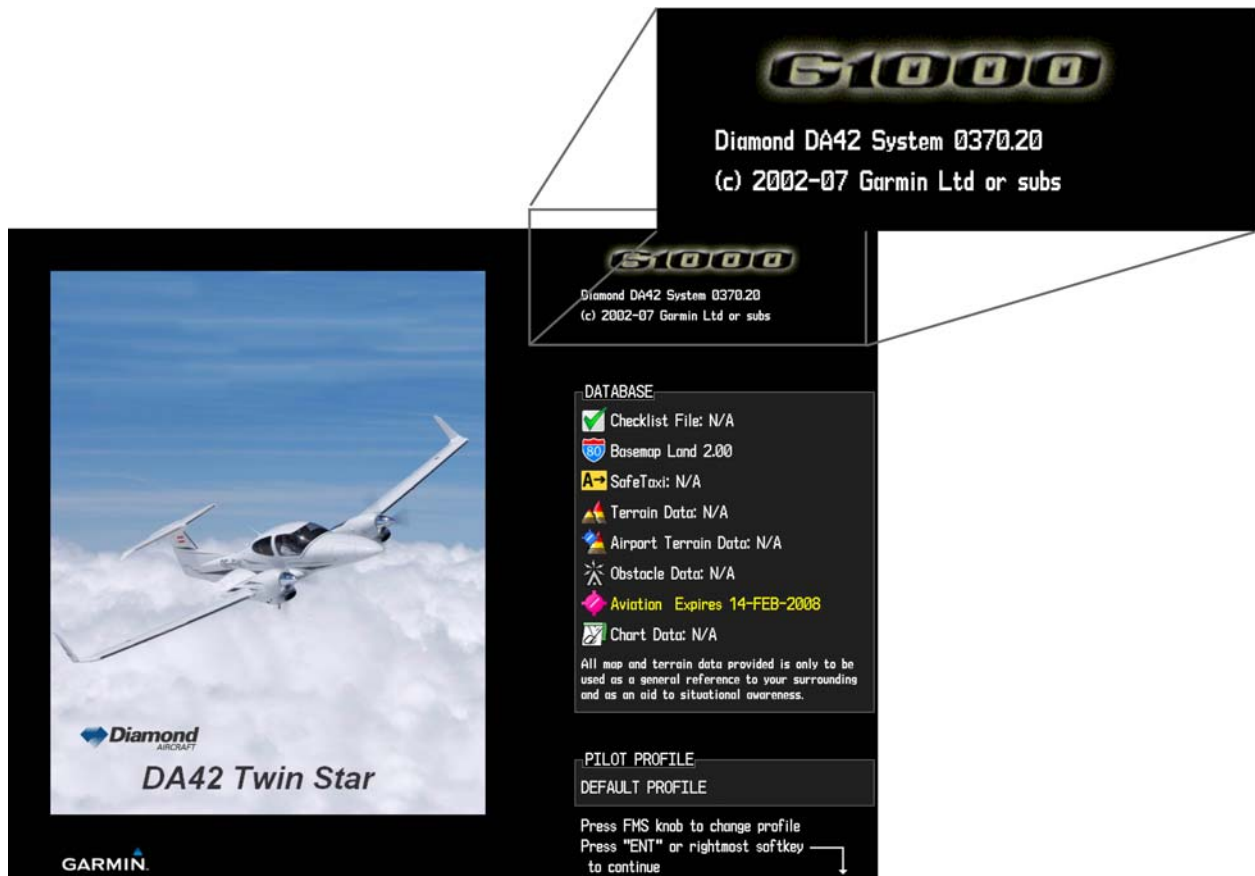 G1000
Diamond DA42 System 0370.20
(c) 2002-07 Garmin Ltd or subs
G1000
Diamond DA42 System 0370.20
(c) 2002-07 Garmin Ltd or subs
DATABASE
Checklist File: N/A
80 Basemap Land 2.00
A→ SafeTaxi: N/A
Terrain Data: N/A
Airport Terrain Data: N/A
Obstacle Data: N/A
Aviation Expires 14-FEB-2008
Chart Data: N/A
All map and terrain data provided is only to be
used as a general reference to your surrounding
and as an aid to situational awareness.
Diamond
AIRCRAFT
DA42 Twin Star
PILOT PROFILE
DEFAULT PROFILE
Press FMS knob to change profile
Press "ENT" or rightmost softkey
to continue
GARMIN.